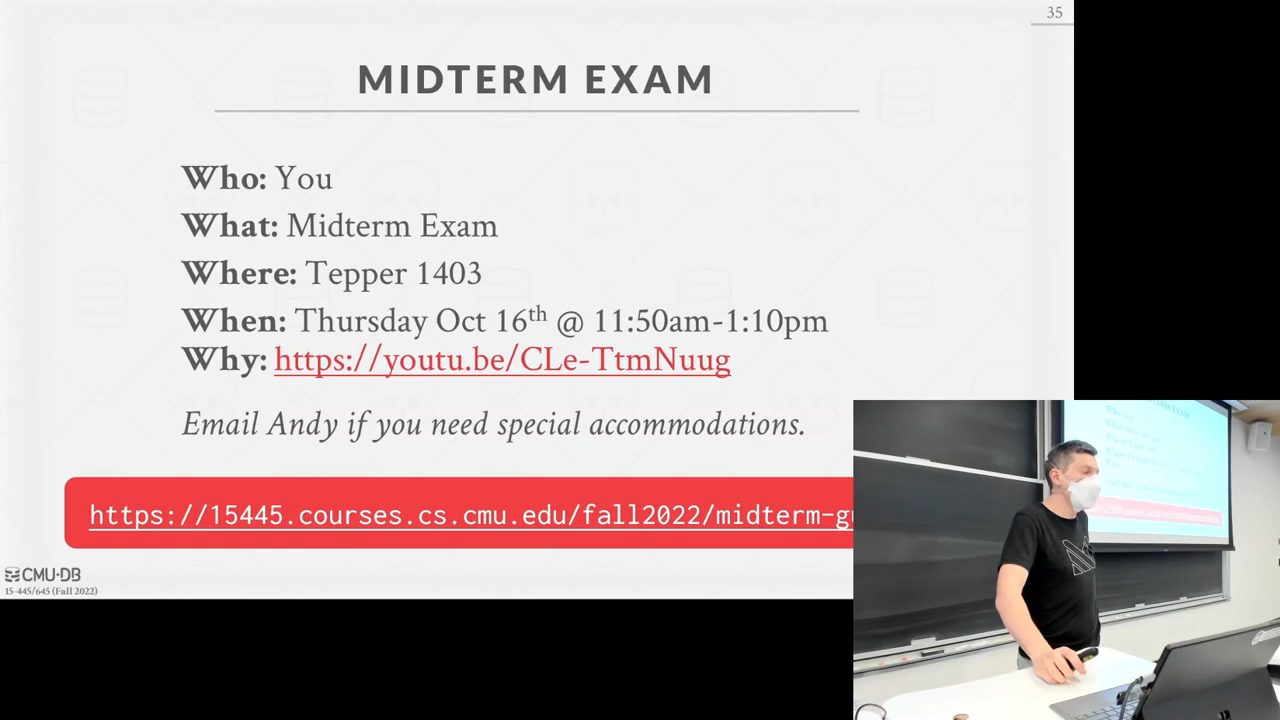 35
MIDTERM EXAM
Who: You
What: Midterm Exam
Where: Tepper 1403
When: Thursday Oct 16th @ 11:50am-1:10pm
Why: https://youtu.be/CLe-TtmNuug
Email Andy if you need special accommodations.
https://15445.courses.cs.cmu.edu/fall2022/midterm-g
CMU·DB
15-445/645 (Fall 2022)